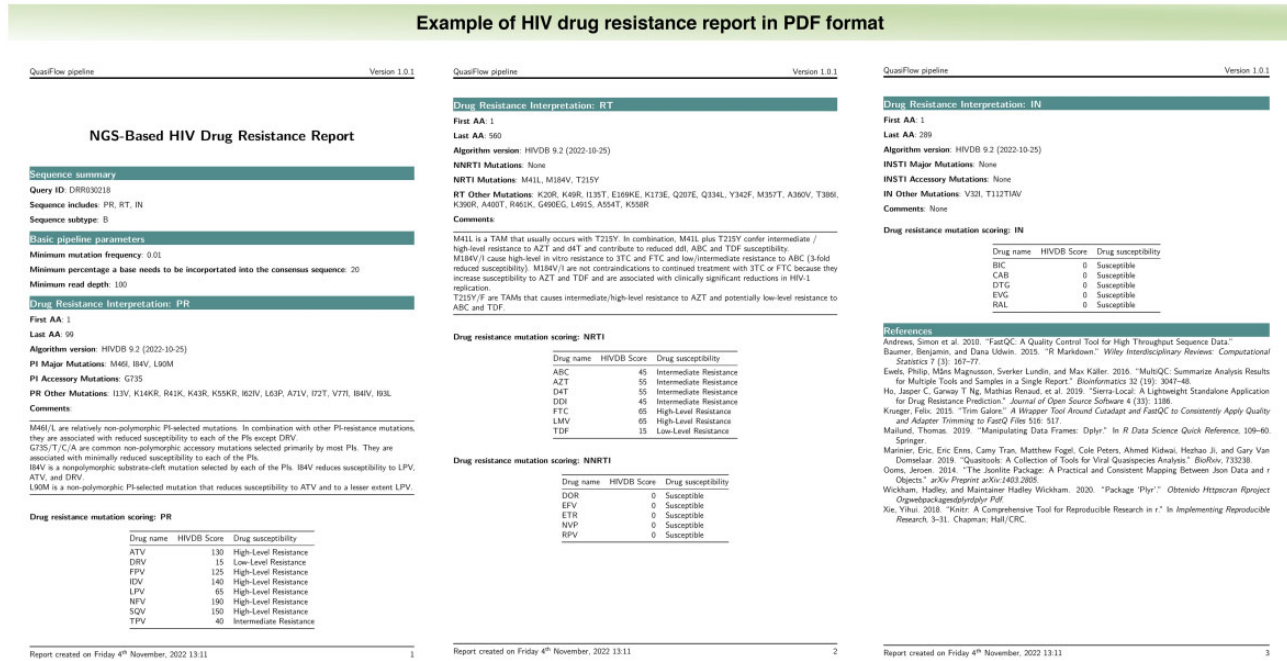 Example of HIV drug resistance report in PDF format
QuasiFlow pipeline Version 1.0.1
NGS-Based HIV Drug Resistance Report
Sequence summary
Query ID: DRR030218
Sequence includes: PR, RT, IN
Sequence subtype: B
Basic pipeline parameters
Minimum mutation frequency: 0.01
Minimum percentage a base needs to be incorportated into the consensus sequence: 20
Minimum read depth: 100
Drug Resistance Interpretation: PR
First AA: 1
Last AA: 99
Algorithm version: HIVDB 9.2 (2022-10-25)
PI Major Mutations: M46I, I84V, L90M
PI Accessory Mutations: G73S
PR Other Mutations: I13V, K14KR, R41K, K43R, K55KR, I62IV, L63P, A71V, I72T, V77I, I84IV, I93L
Comments:
M46I/L are relatively non-polymorphic PI-selected mutations. In combination with other PI-resistance mutations,
they are associated with reduced susceptibility to each of the PIs except DRV.
G73S/T/C/A are common non-polymorphic accessory mutations selected primarily by most PIs. They are
associated with minimally reduced susceptibility to each of the PIs.
I84V is a nonpolymorphic substrate-cleft mutation selected by each of the PIs. I84V reduces susceptibility to LPV,
ATV, and DRV.
L90M is a non-polymorphic PI-selected mutation that reduces susceptibility to ATV and to a lesser extent LPV.
Drug resistance mutation scoring: PR
Drug name HIVDB Score Drug susceptibility
ATV 130 High-Level Resistance
DRV 15 Low-Level Resistance
FPV 125 High-Level Resistance
IDV 140 High-Level Resistance
LPV 65 High-Level Resistance
NFV 190 High-Level Resistance
SQV 150 High-Level Resistance
TPV 40 Intermediate Resistance
Report created on Friday 4th November, 2022 13:11 1
QuasiFlow pipeline Version 1.0.1
Drug Resistance Interpretation: RT
First AA: 1
Last AA: 560
Algorithm version: HIVDB 9.2 (2022-10-25)
NNRTI Mutations: None
NRTI Mutations: M41L, M184V, T215Y
RT Other Mutations: K20R, K49R, I135T, E169KE, K173E, Q207E, Q334L, Y342F, M357T, A360V, T386I,
K390R, A400T, R461K, G490EG, L491S, A554T, K558R
Comments:
M41L is a TAM that usually occurs with T215Y. In combination, M41L plus T215Y confer intermediate /
high-level resistance to AZT and d4T and contribute to reduced ddI, ABC and TDF susceptibility.
M184V/I cause high-level in vitro resistance to 3TC and FTC and low/intermediate resistance to ABC (3-fold
reduced susceptibility). M184V/I are not contraindications to continued treatment with 3TC or FTC because they
increase susceptibility to AZT and TDF and are associated with clinically significant reductions in HIV-1
replication.
T215Y/F are TAMs that causes intermediate/high-level resistance to AZT and potentially low-level resistance to
ABC and TDF.
Drug resistance mutation scoring: NRTI
Drug name HIVDB Score Drug susceptibility
ABC 45 Intermediate Resistance
AZT 55 Intermediate Resistance
D4T 55 Intermediate Resistance
DDI 45 Intermediate Resistance
FTC 65 High-Level Resistance
LMV 65 High-Level Resistance
TDF 15 Low-Level Resistance
Drug resistance mutation scoring: NNRTI
Drug name HIVDB Score Drug susceptibility
DOR 0 Susceptible
EFV 0 Susceptible
ETR 0 Susceptible
NVP 0 Susceptible
RPV 0 Susceptible
Report created on Friday 4th November, 2022 13:11 2
QuasiFlow pipeline Version 1.0.1
Drug Resistance Interpretation: IN
First AA: 1
Last AA: 289
Algorithm version: HIVDB 9.2 (2022-10-25)
INSTI Major Mutations: None
INSTI Accessory Mutations: None
IN Other Mutations: V32I, T112TIAV
Comments: None
Drug resistance mutation scoring: IN
Drug name HIVDB Score Drug susceptibility
BIC 0 Susceptible
CAB 0 Susceptible
DTG 0 Susceptible
EVG 0 Susceptible
RAL 0 Susceptible
References
Andrews, Simon et al. 2010. "FastQC: A Quality Control Tool for High Throughput Sequence Data."
Baumer, Benjamin, and Dana Udwin. 2015. "R Markdown." Wiley Interdisciplinary Reviews: Computational
Statistics 7 (3): 167–77.
Ewels, Philip, Måns Magnusson, Sverker Lundin, and Max Käller. 2016. "MultiQC: Summarize Analysis Results
for Multiple Tools and Samples in a Single Report." Bioinformatics 32 (19): 3047–48.
Ho, Jasper C, Garway T Ng, Mathias Renaud, et al. 2019. "Sierra-Local: A Lightweight Standalone Application
for Drug Resistance Prediction." Journal of Open Source Software 4 (33): 1186.
Krueger, Felix. 2015. "Trim Galore." A Wrapper Tool Around Cutadapt and FastQC to Consistently Apply Quality
and Adapter Trimming to FastQ Files 516: 517.
Mailund, Thomas. 2019. "Manipulating Data Frames: Dplyr." In R Data Science Quick Reference, 109–60.
Springer.
Marinier, Eric, Eric Enns, Camy Tran, Matthew Fogel, Cole Peters, Ahmed Kidwai, Hezhao Ji, and Gary Van
Domselaar. 2019. "Quasitools: A Collection of Tools for Viral Quasispecies Analysis." BioRxiv, 733238.
Ooms, Jeroen. 2014. "The Jsonlite Package: A Practical and Consistent Mapping Between Json Data and r
Objects." arXiv Preprint arXiv:1403.2805.
Wickham, Hadley, and Maintainer Hadley Wickham. 2020. "Package 'Plyr'." Obtenido Httpscran Rproject
Orgwebpackagesdplyrdplyr Pdf.
Xie, Yihui. 2018. "Knitr: A Comprehensive Tool for Reproducible Research in r." In Implementing Reproducible
Research, 3–31. Chapman; Hall/CRC.
Report created on Friday 4th November, 2022 13:11 3